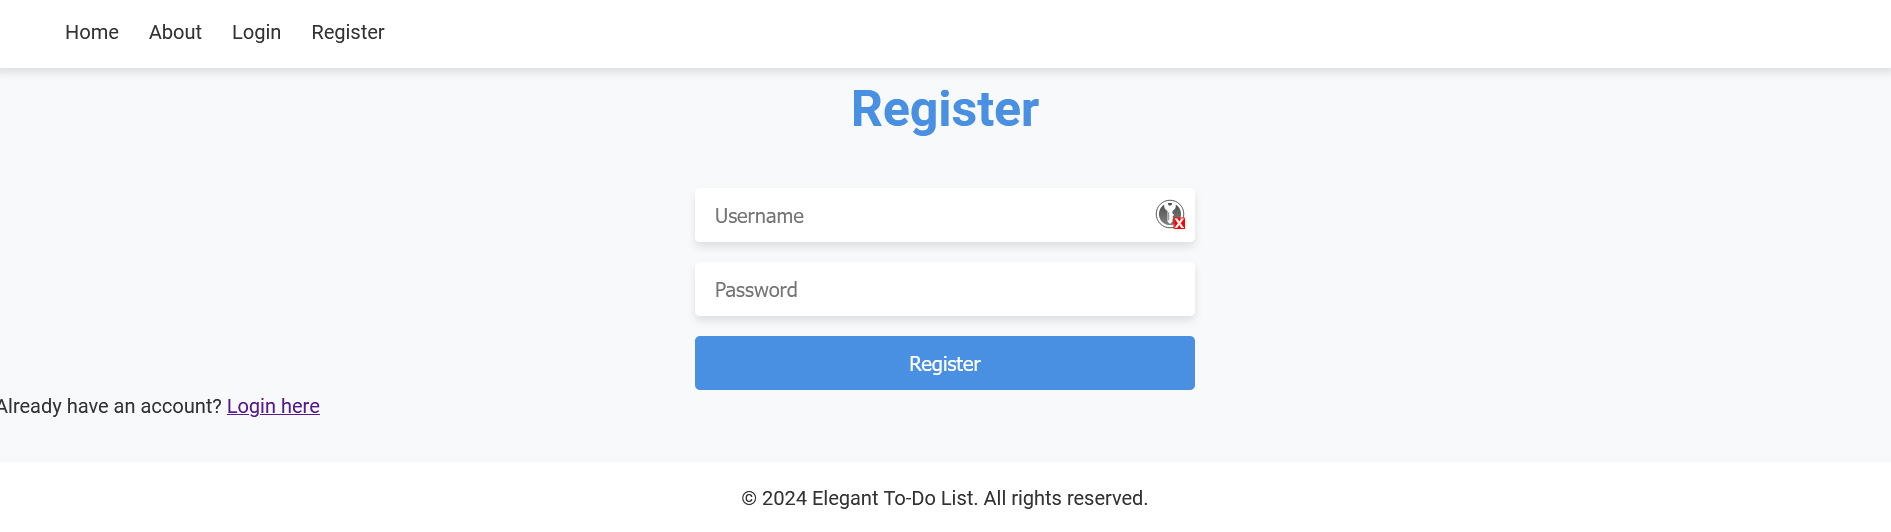 Home About Login Register
Register
Username
Password
Register
Already have an account? Login here
© 2024 Elegant To-Do List. All rights reserved.